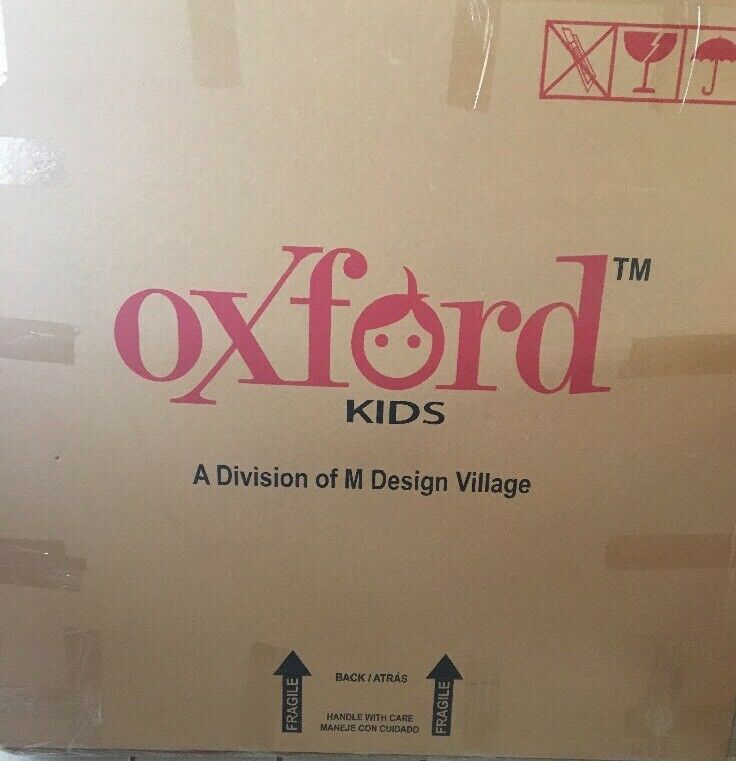 oxford™
KIDS
A Division of M Design Village
FRAGILE
BACK / ATRÁS
HANDLE WITH CARE
MANEJE CON CUIDADO
FRAGILE